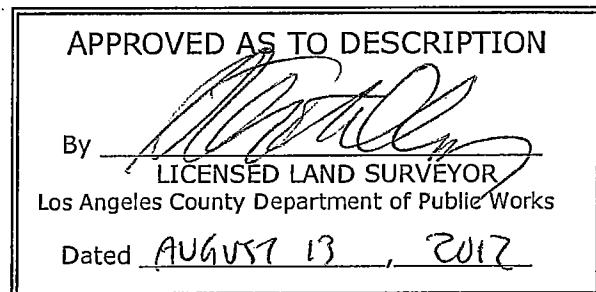 APPROVED AS TO DESCRIPTION
By
LICENSED LAND SURVEYOR
Los Angeles County Department of Public Works
Dated AUGUST 13, 2012